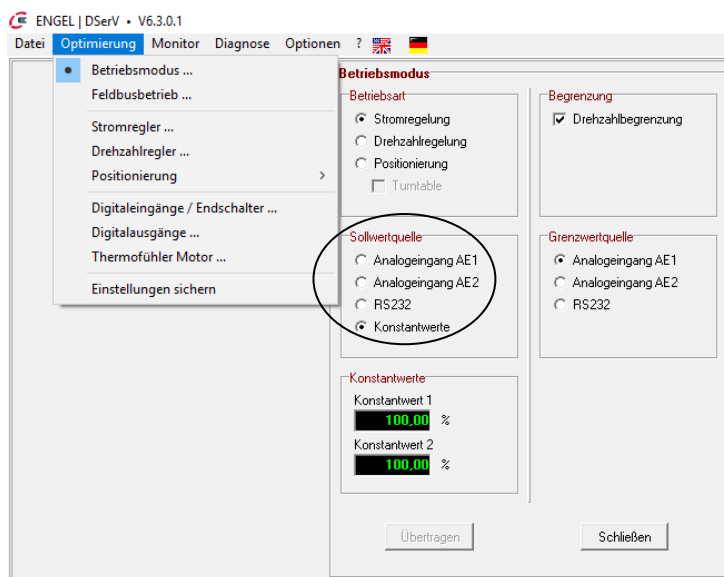 ENGEL | DServ • V6.3.0.1
Datei Optimierung Monitor Diagnose Optionen ?
Betriebsmodus ...
Feldbusbetrieb ...
Stromregler ...
Drehzahlregler ...
Positionierung
Digitaleingänge / Endschalter ...
Digitalausgänge ...
Thermofühler Motor ...
Einstellungen sichern
Betriebsmodus
Betriebsart
Stromregelung
Drehzahlregelung
Positionierung
Turntable
Begrenzung
Drehzahlbegrenzung
Sollwertquelle
Analogeingang AE1
Analogeingang AE2
RS232
Konstantwerte
Grenzwertquelle
Analogeingang AE1
Analogeingang AE2
RS232
Konstantwerte
Konstantwert 1
100,00 %
Konstantwert 2
100,00 %
Übertragen
Schließen